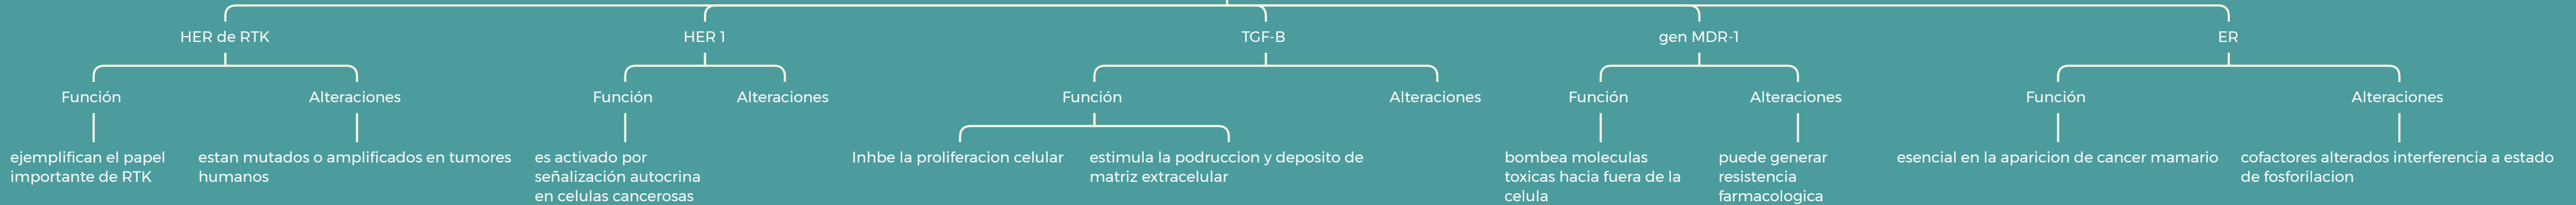 HER de RTK
HER 1
TGF-B
gen MDR-1
ER
Función
Alteraciones
Función
Alteraciones
Función
Alteraciones
Función
Alteraciones
Función
Alteraciones
ejemplifican el papel
importante de RTK
estan mutados o amplificados en tumores
humanos
es activado por
señalización autocrina
en celulas cancerosas
Inhbe la proliferacion celular
estimula la podruccion y deposito de
matriz extracelular
bombea moleculas
toxicas hacia fuera de la
celula
puede generar
resistencia
farmacologica
esencial en la aparicion de cancer mamario
cofactores alterados interferencia a estado
de fosforilacion